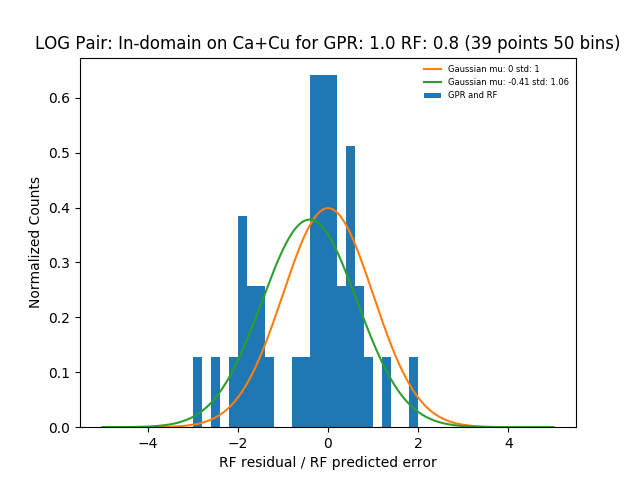 LOG Pair: In-domain on Ca+Cu for GPR: 1.0 RF: 0.8 (39 points 50 bins)
Gaussian mu: 0 std: 1
Gaussian mu: -0.41 std: 1.06
GPR and RF
Normalized Counts
0.6
0.5
0.4
0.3
0.2
0.1
0.0
−4 −2 0 2 4
RF residual / RF predicted error